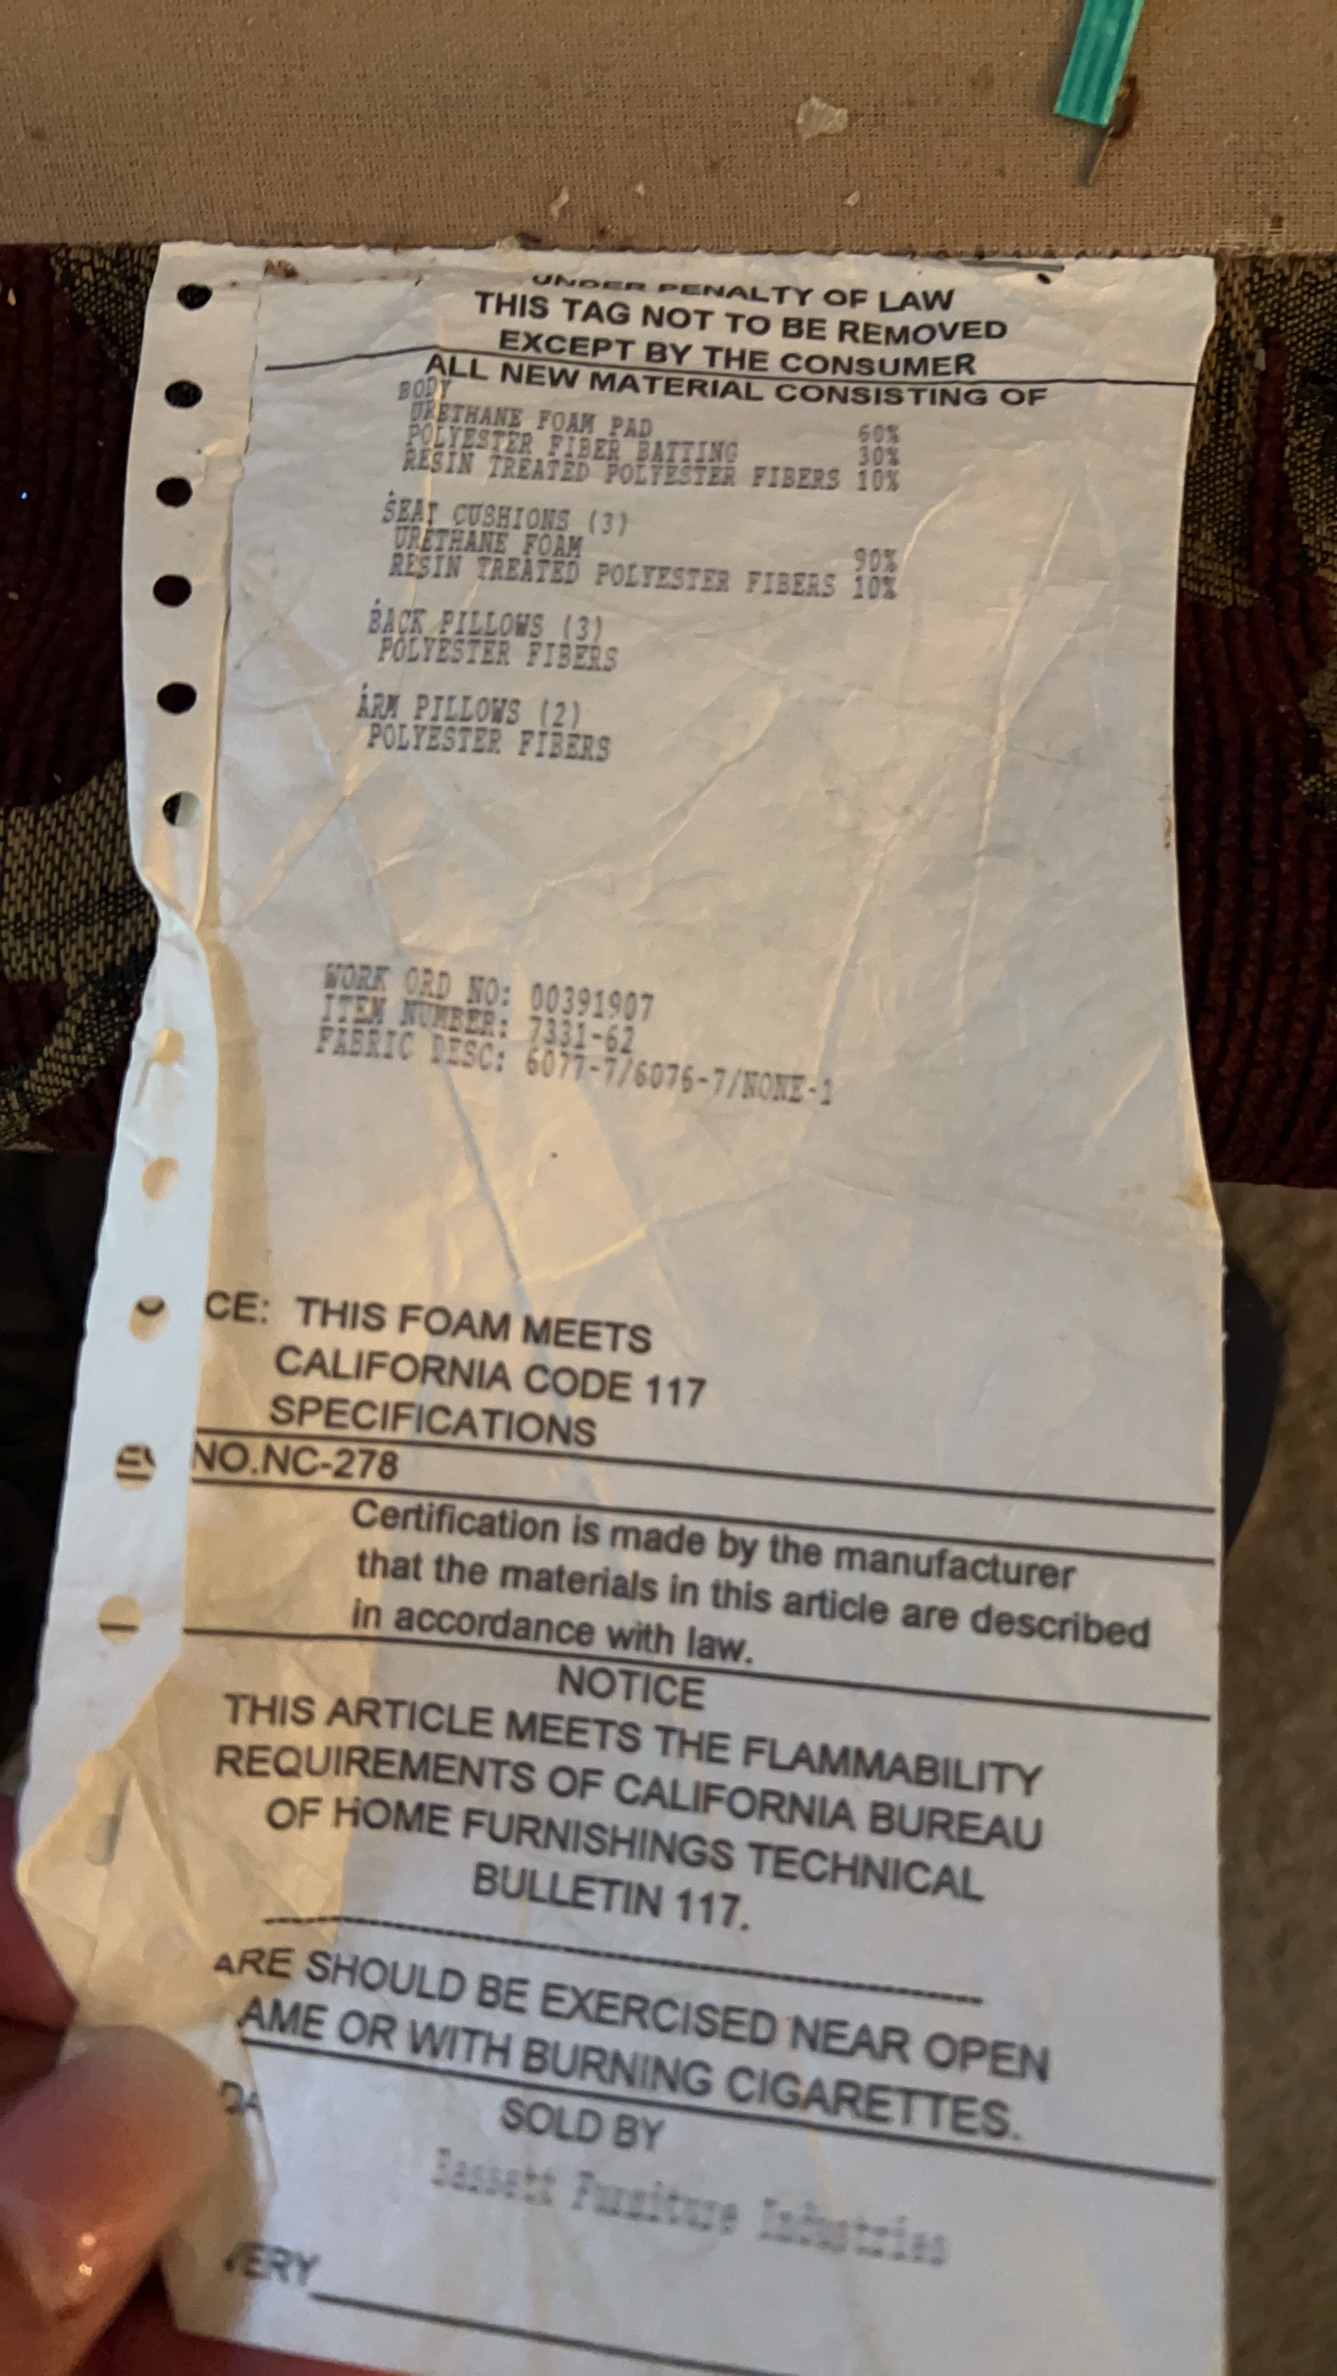 UNDER PENALTY OF LAW
THIS TAG NOT TO BE REMOVED
EXCEPT BY THE CONSUMER
ALL NEW MATERIAL CONSISTING OF
BODY
URETHANE FOAM PAD 60%
POLYESTER FIBER BATTING 30%
RESIN TREATED POLYESTER FIBERS 10%
SEAT CUSHIONS (3)
URETHANE FOAM 90%
RESIN TREATED POLYESTER FIBERS 10%
BACK PILLOWS (3)
POLYESTER FIBERS
ARM PILLOWS (2)
POLYESTER FIBERS
WORK ORD NO: 00391907
ITEM NUMBER: 7331-62
FABRIC DESC: 6077-7/6076-7/NONE-1
CE: THIS FOAM MEETS
CALIFORNIA CODE 117
SPECIFICATIONS
NO.NC-278
Certification is made by the manufacturer
that the materials in this article are described
in accordance with law.
NOTICE
THIS ARTICLE MEETS THE FLAMMABILITY
REQUIREMENTS OF CALIFORNIA BUREAU
OF HOME FURNISHINGS TECHNICAL
BULLETIN 117.
ARE SHOULD BE EXERCISED NEAR OPEN
AME OR WITH BURNING CIGARETTES.
DA
SOLD BY
Bassett Furniture Industries
VERY